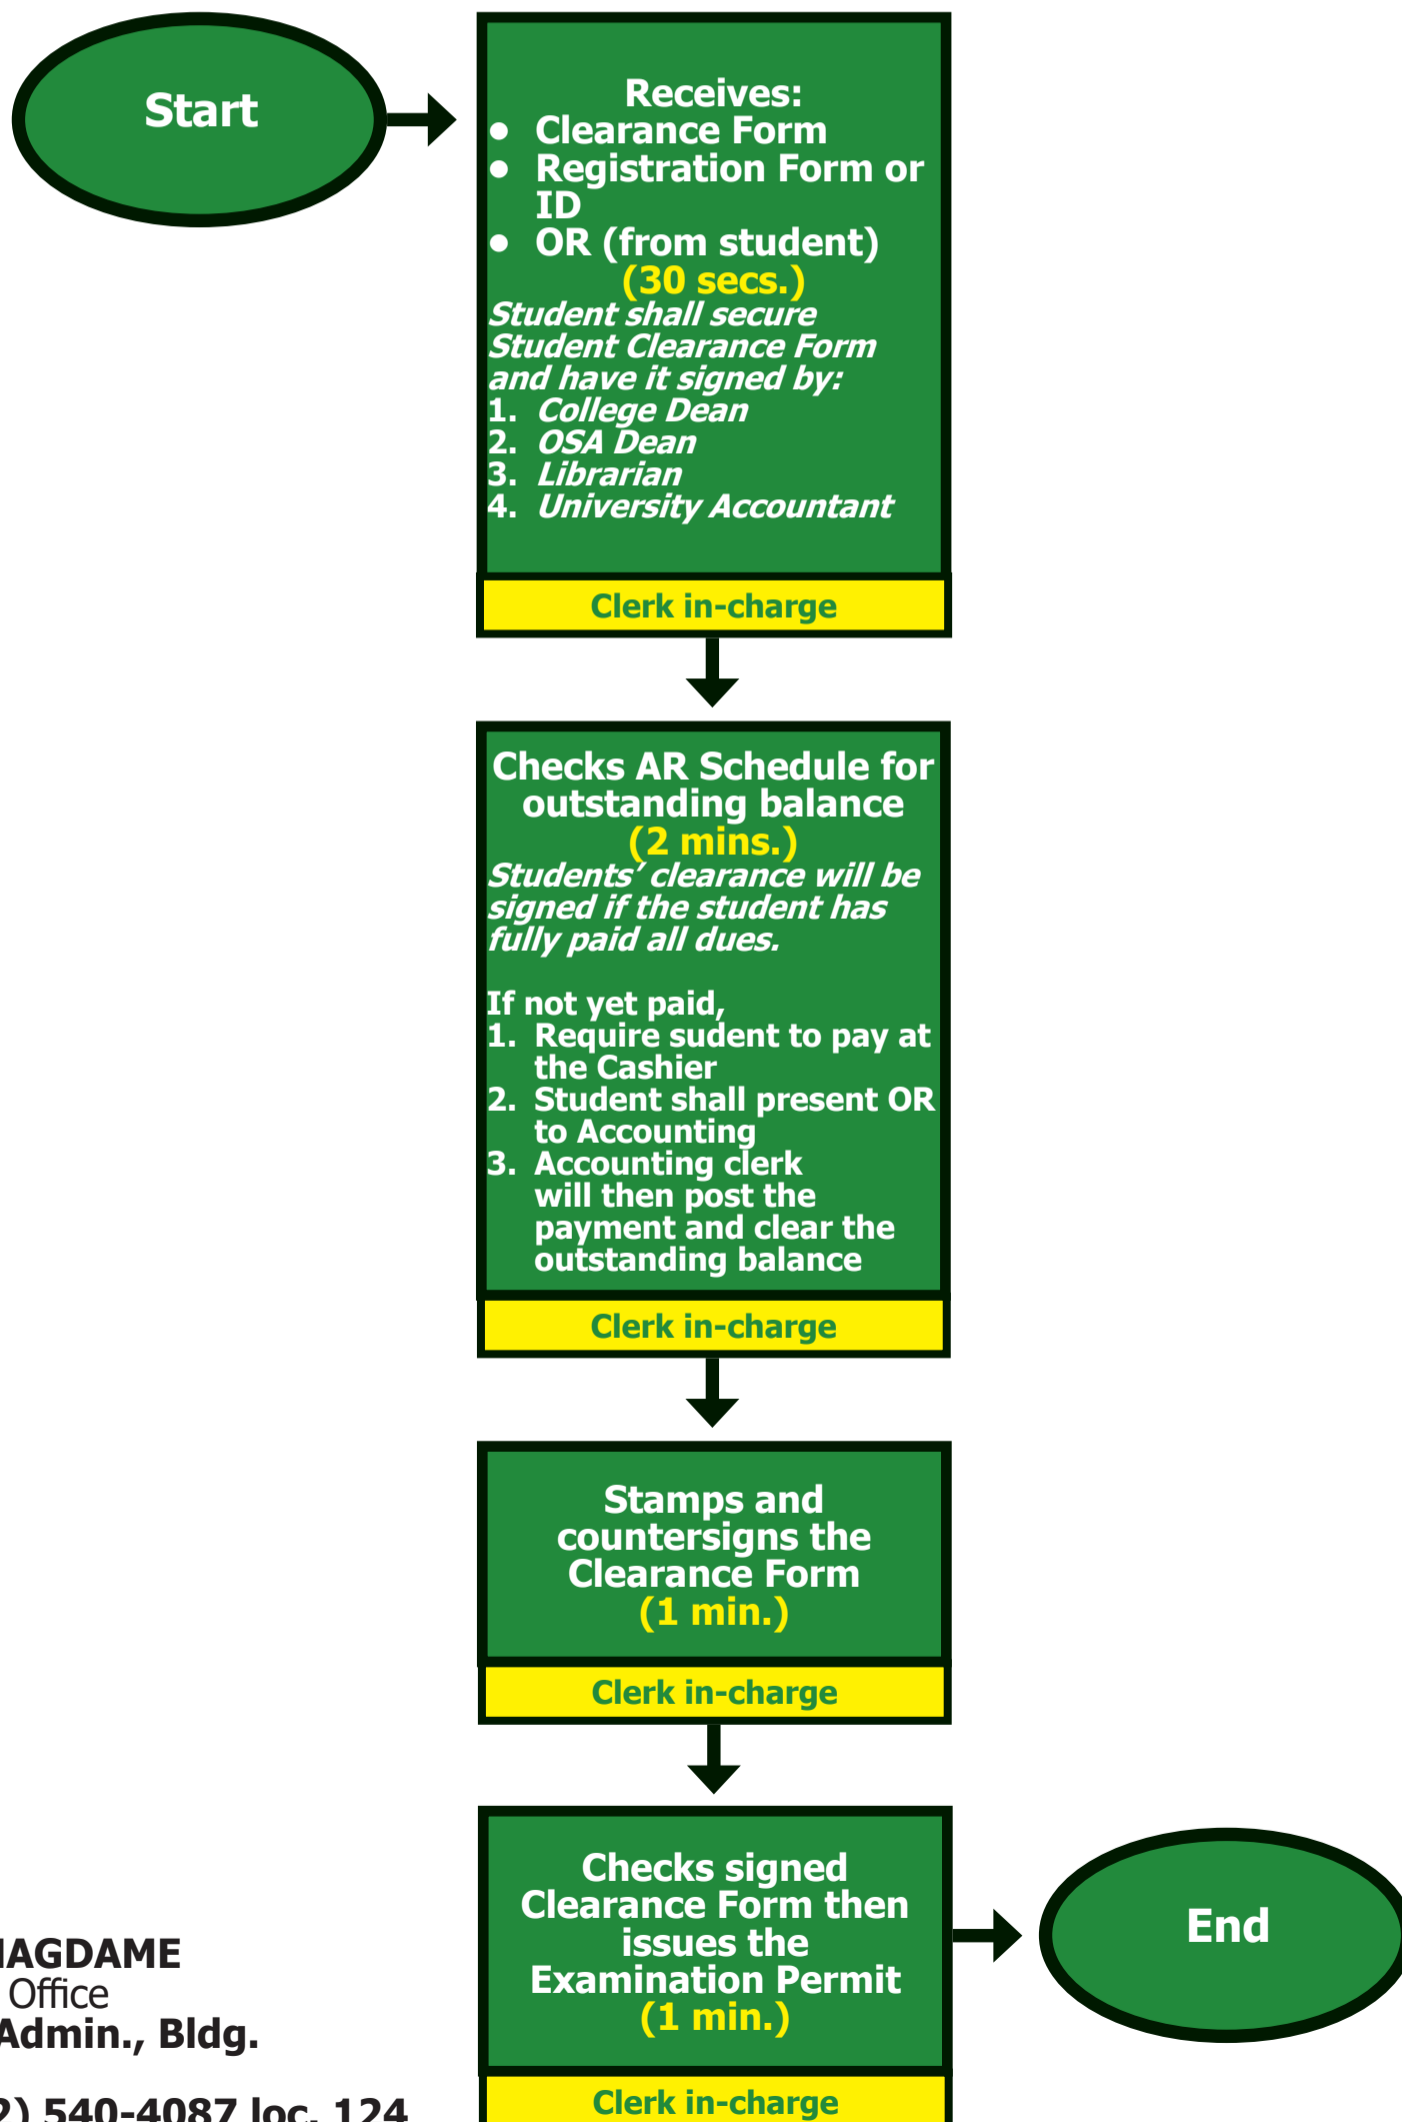 Start
Receives:
● Clearance Form
● Registration Form or
ID
● OR (from student)
(30 secs.)
Student shall secure
Student Clearance Form
and have it signed by:
1. College Dean
2. OSA Dean
3. Librarian
4. University Accountant
Clerk in-charge
Checks AR Schedule for
outstanding balance
(2 mins.)
Students’ clearance will be
signed if the student has
fully paid all dues.
If not yet paid,
1. Require sudent to pay at
the Cashier
2. Student shall present OR
to Accounting
3. Accounting clerk
will then post the
payment and clear the
outstanding balance
Clerk in-charge
Stamps and
countersigns the
Clearance Form
(1 min.)
Clerk in-charge
Checks signed
Clearance Form then
issues the
Examination Permit
(1 min.)
Clerk in-charge
End
Office
Admin., Bldg.
2) 540-4087 loc. 124